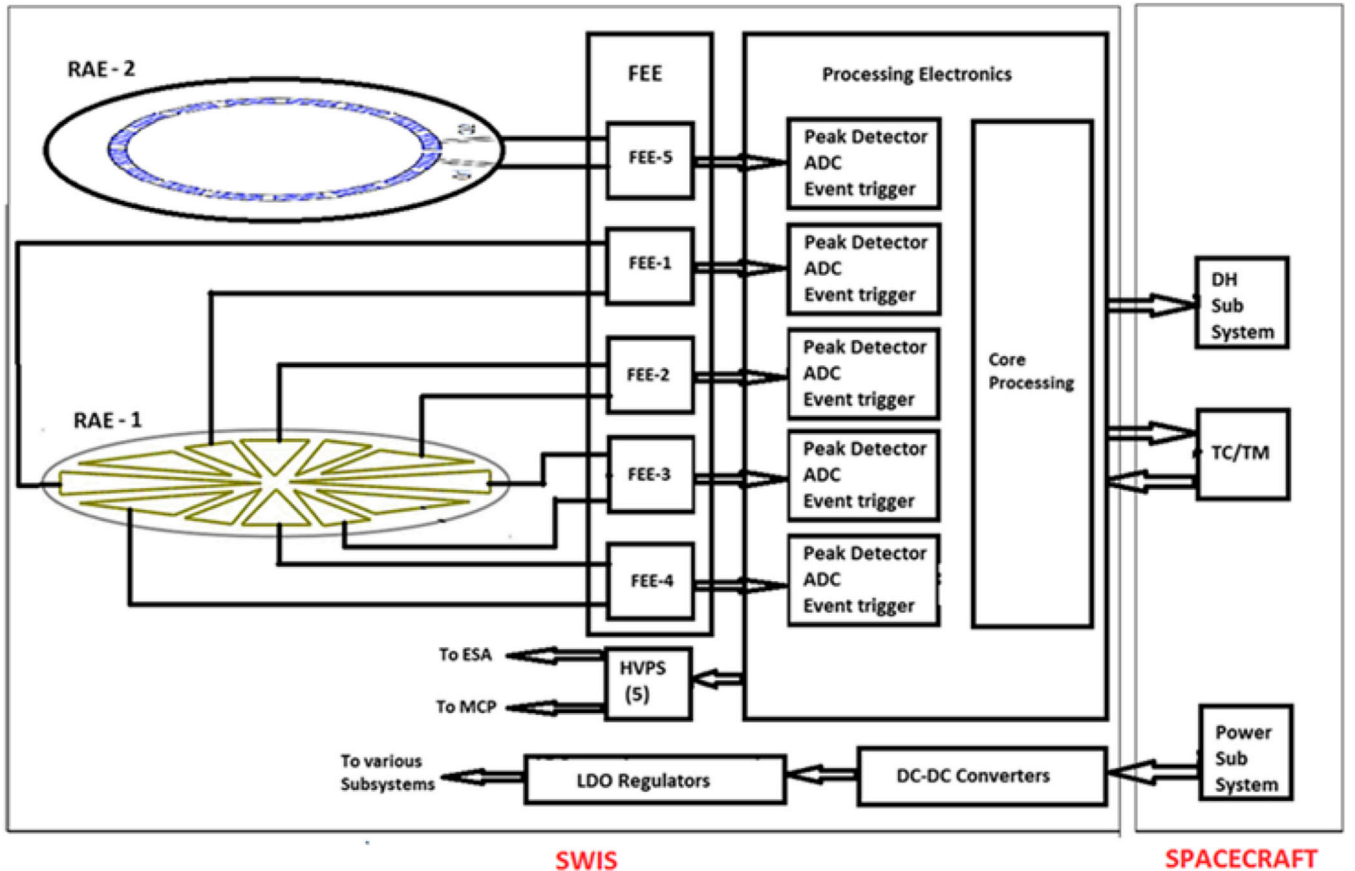 RAE - 2
FEE
Processing Electronics
FEE-5
Peak Detector
ADC
Event trigger
FEE-1
Peak Detector
ADC
Event trigger
DH
Sub
System
FEE-2
Peak Detector
ADC
Event trigger
Core
Processing
RAE - 1
FEE-3
Peak Detector
ADC
Event trigger
TC/TM
FEE-4
Peak Detector
ADC
Event trigger
To ESA
HVPS
(5)
To MCP
Power
Sub
System
To various
Subsystems
LDO Regulators
DC-DC Converters
SWIS
SPACECRAFT